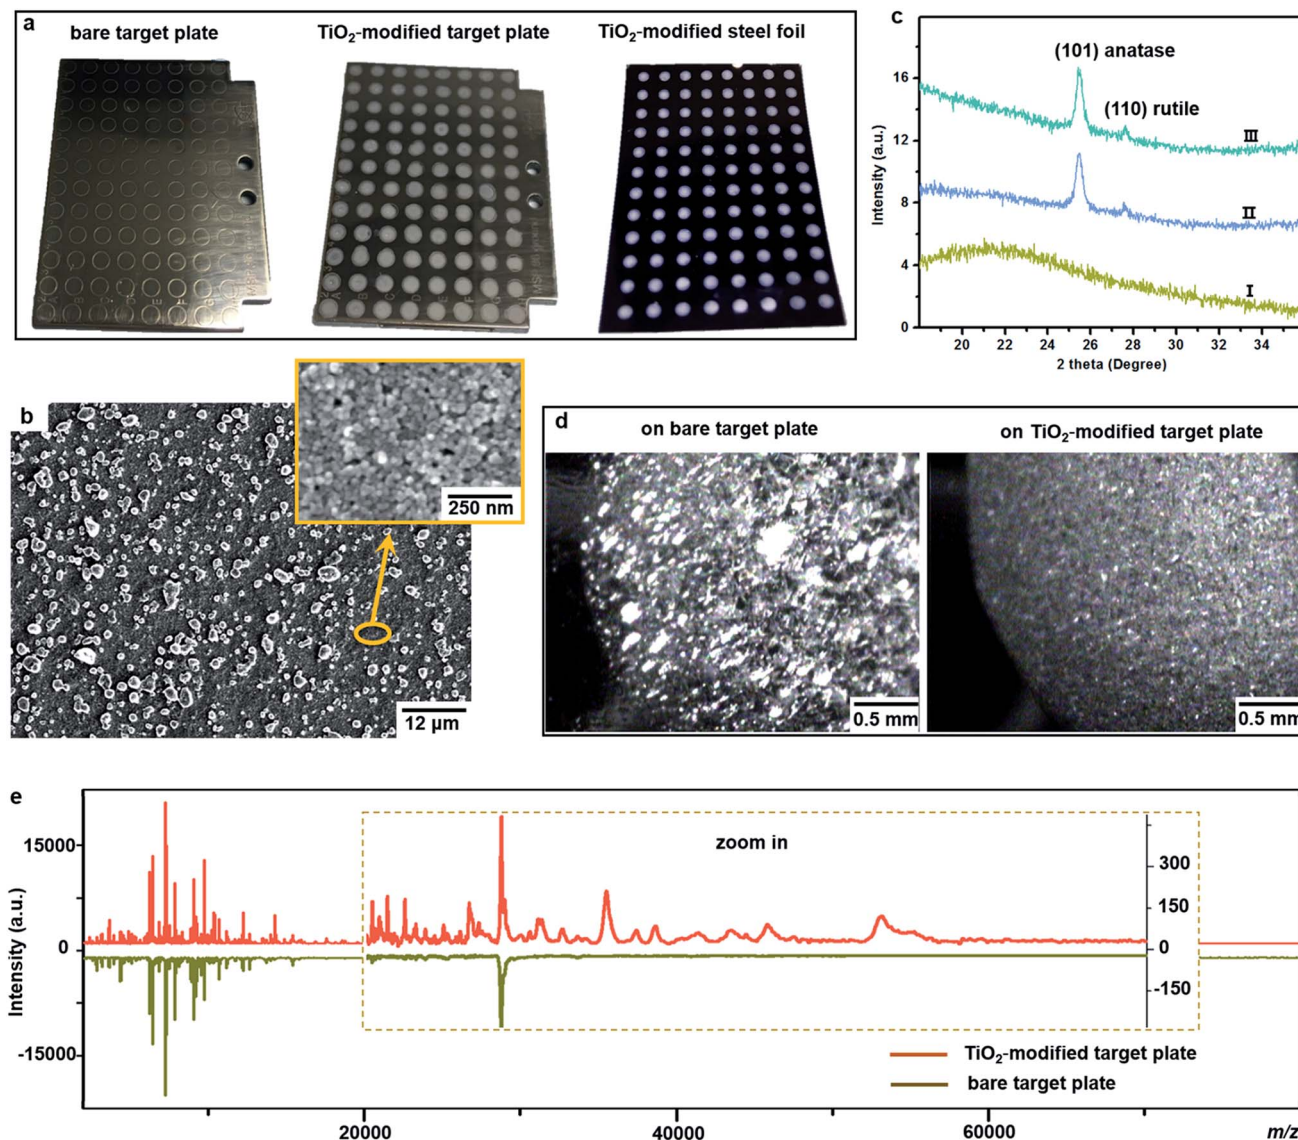 a
bare target plate
TiO₂-modified target plate
TiO₂-modified steel foil
A
B
C
D
E
F
G
c
(101) anatase
(110) rutile
III
II
I
16
12
8
4
0
Intensity (a.u.)
20 22 24 26 28 30 32 34
2 theta (Degree)
b
250 nm
12 µm
d
on bare target plate
on TiO₂-modified target plate
0.5 mm
0.5 mm
e
zoom in
15000
0
-15000
Intensity (a.u.)
300
150
0
-150
TiO₂-modified target plate
bare target plate
20000 40000 60000 m/z